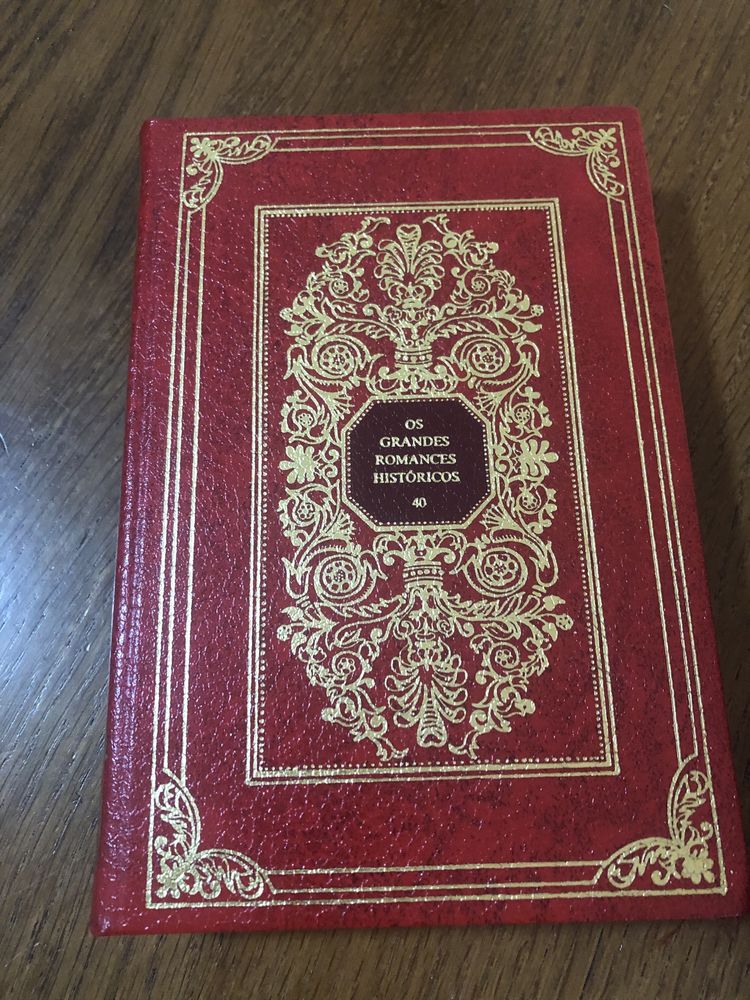 OS
GRANDES
ROMANCES
HISTÓRICOS
40